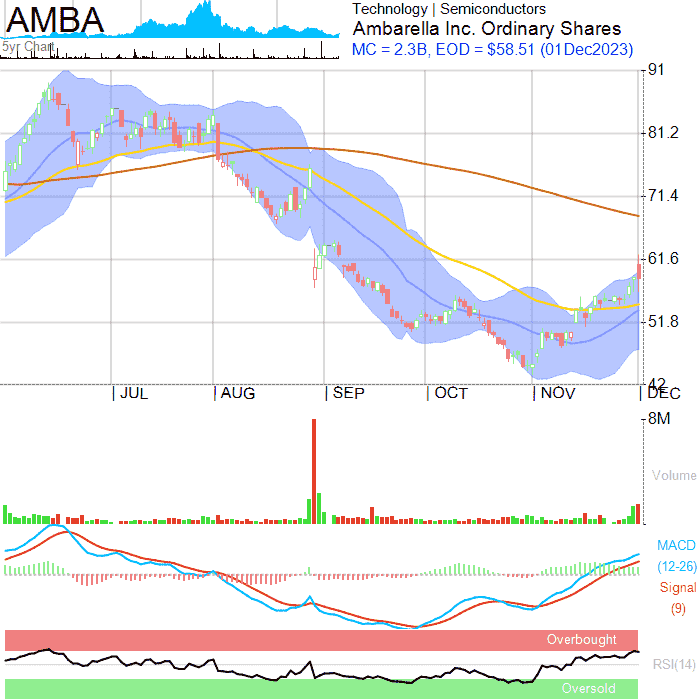 AMBA
5yr Chart
Technology | Semiconductors
Ambarella Inc. Ordinary Shares
MC = 2.3B, EOD = $58.51 (01Dec2023)
91
81.2
71.4
61.6
51.8
42
JUL AUG SEP OCT NOV DEC
8M
Volume
MACD
(12-26)
Signal
(9)
Overbought
RSI(14)
Oversold